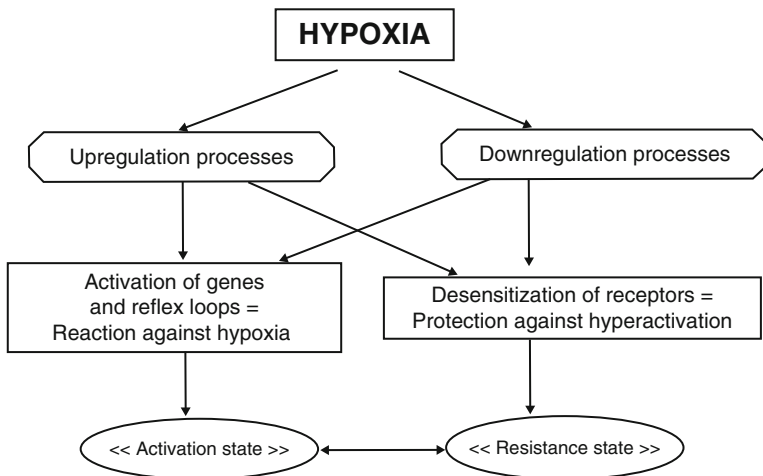 HYPOXIA
Upregulation processes
Downregulation processes
Activation of genes
and reflex loops =
Reaction against hypoxia
Desensitization of receptors =
Protection against hyperactivation
<< Activation state >>
<< Resistance state >>